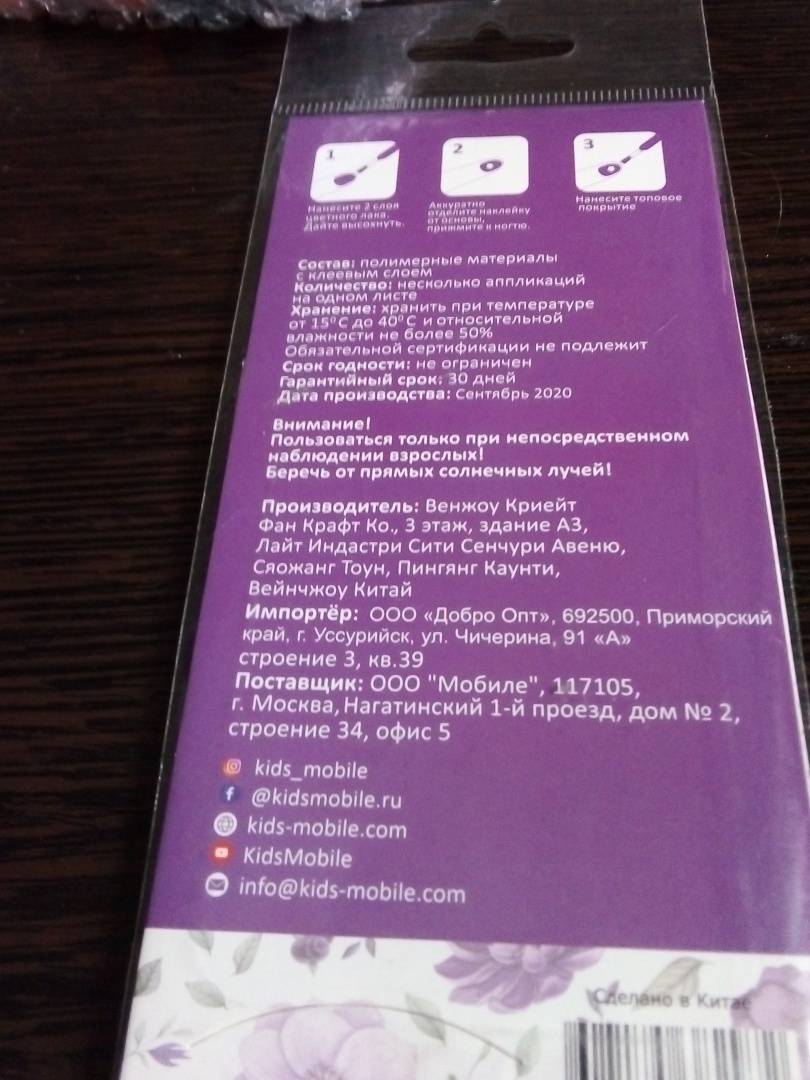 1
2
3
Нанесите 2 слоя
цветного лака.
Дайте высохнуть.
Аккуратно
отделите наклейку
от основы,
прижмите к ногтю.
Нанесите топовое
покрытие
Состав: полимерные материалы
с клеевым слоем
Количество: несколько аппликаций
на одном листе
Хранение: хранить при температуре
от 15⁰ С до 40⁰ С и относительной
влажности не более 50%
Обязательной сертификации не подлежит
Срок годности: не ограничен
Гарантийный срок: 30 дней
Дата производства: Сентябрь 2020
Внимание!
Пользоваться только при непосредственном
наблюдении взрослых!
Беречь от прямых солнечных лучей!
Производитель: Венжоу Криейт
Фан Крафт Ко., 3 этаж, здание А3,
Лайт Индастри Сити Сенчури Авеню,
Сяожанг Тоун, Пингянг Каунти,
Вейнчжоу Китай
Импортёр: ООО «Добро Опт», 692500, Приморский
край, г. Уссурийск, ул. Чичерина, 91 «А»
строение 3, кв.39
Поставщик: ООО "Мобиле", 117105,
г. Москва, Нагатинский 1-й проезд, дом № 2,
строение 34, офис 5
kids_mobile
@kidsmobile.ru
kids-mobile.com
KidsMobile
info@kids-mobile.com
Сделано в Китае